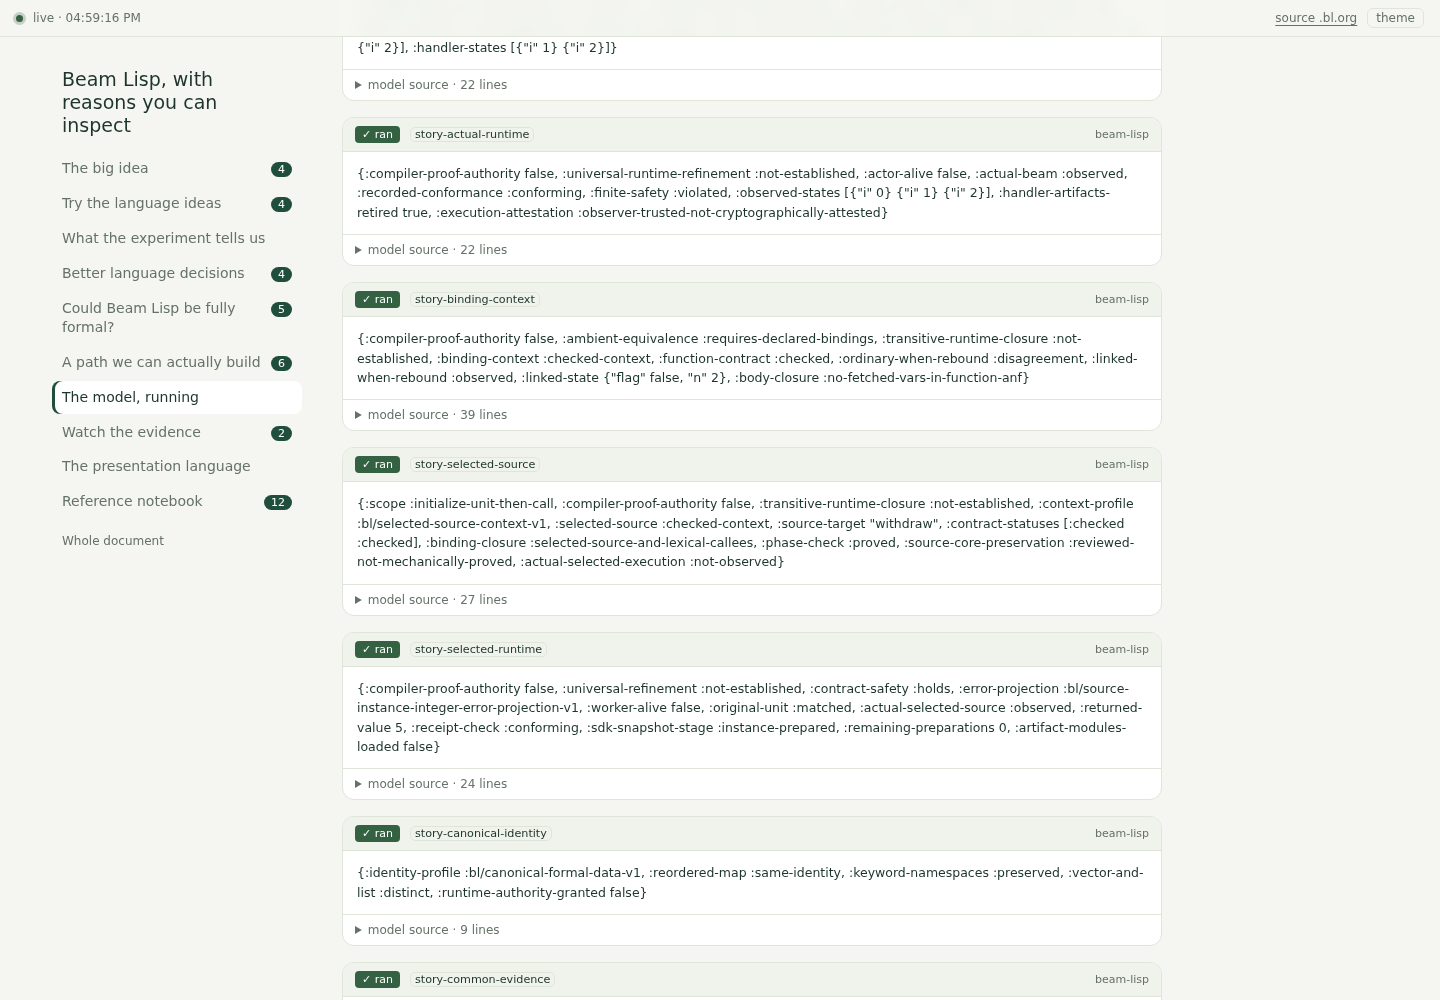 live · 04:59:16 PM
source .bl.org
theme
Beam Lisp, with
reasons you can
inspect
The big idea 4
Try the language ideas 4
What the experiment tells us
Better language decisions 4
Could Beam Lisp be fully 5
formal?
A path we can actually build 6
The model, running
Watch the evidence 2
The presentation language
Reference notebook 12
Whole document
{"i" 2}], :handler-states [{"i" 1} {"i" 2}]}
▶ model source · 22 lines
✓ ran story-actual-runtime beam-lisp
{:compiler-proof-authority false, :universal-runtime-refinement :not-established, :actor-alive false, :actual-beam :observed,
:recorded-conformance :conforming, :finite-safety :violated, :observed-states [{"i" 0} {"i" 1} {"i" 2}], :handler-artifacts-
retired true, :execution-attestation :observer-trusted-not-cryptographically-attested}
▶ model source · 22 lines
✓ ran story-binding-context beam-lisp
{:compiler-proof-authority false, :ambient-equivalence :requires-declared-bindings, :transitive-runtime-closure :not-
established, :binding-context :checked-context, :function-contract :checked, :ordinary-when-rebound :disagreement, :linked-
when-rebound :observed, :linked-state {"flag" false, "n" 2}, :body-closure :no-fetched-vars-in-function-anf}
▶ model source · 39 lines
✓ ran story-selected-source beam-lisp
{:scope :initialize-unit-then-call, :compiler-proof-authority false, :transitive-runtime-closure :not-established, :context-profile
:bl/selected-source-context-v1, :selected-source :checked-context, :source-target "withdraw", :contract-statuses [:checked
:checked], :binding-closure :selected-source-and-lexical-callees, :phase-check :proved, :source-core-preservation :reviewed-
not-mechanically-proved, :actual-selected-execution :not-observed}
▶ model source · 27 lines
✓ ran story-selected-runtime beam-lisp
{:compiler-proof-authority false, :universal-refinement :not-established, :contract-safety :holds, :error-projection :bl/source-
instance-integer-error-projection-v1, :worker-alive false, :original-unit :matched, :actual-selected-source :observed, :returned-
value 5, :receipt-check :conforming, :sdk-snapshot-stage :instance-prepared, :remaining-preparations 0, :artifact-modules-
loaded false}
▶ model source · 24 lines
✓ ran story-canonical-identity beam-lisp
{:identity-profile :bl/canonical-formal-data-v1, :reordered-map :same-identity, :keyword-namespaces :preserved, :vector-and-
list :distinct, :runtime-authority-granted false}
▶ model source · 9 lines
✓ ran story-common-evidence beam-lisp